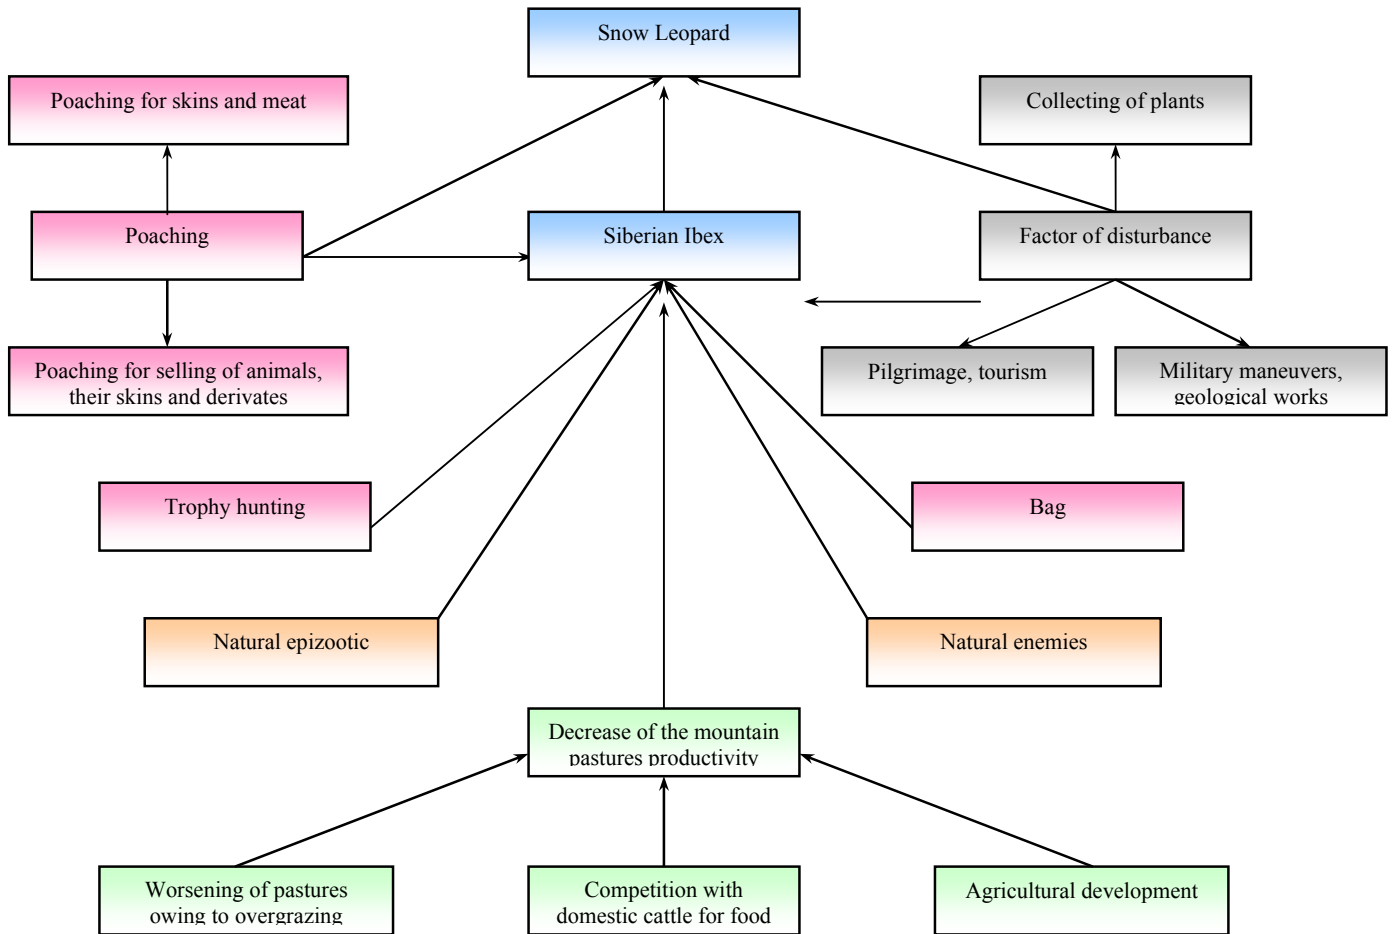 Snow Leopard
Poaching for skins and meat
Collecting of plants
Poaching
Siberian Ibex
Factor of disturbance
Poaching for selling of animals,
their skins and derivates
Pilgrimage, tourism
Military maneuvers,
geological works
Trophy hunting
Bag
Natural epizootic
Natural enemies
Decrease of the mountain
pastures productivity
Worsening of pastures
owing to overgrazing
Competition with
domestic cattle for food
Agricultural development